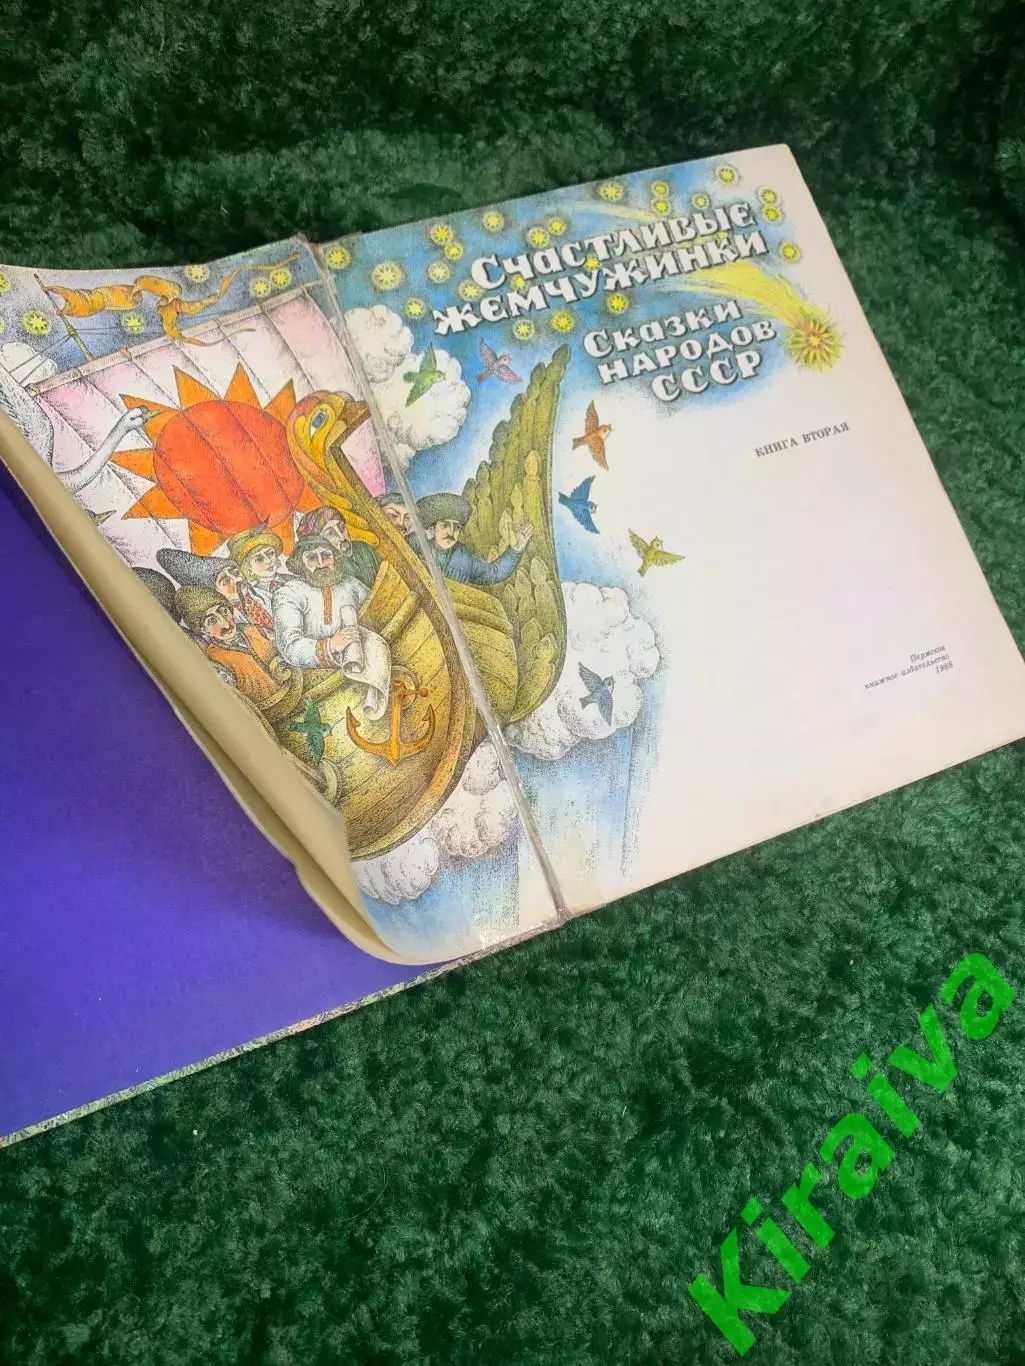 Счастливые
жемчужинки
Сказки
народов
СССР
КНИГА ВТОРАЯ
Пермское
книжное издательство
1988
Kiraiva